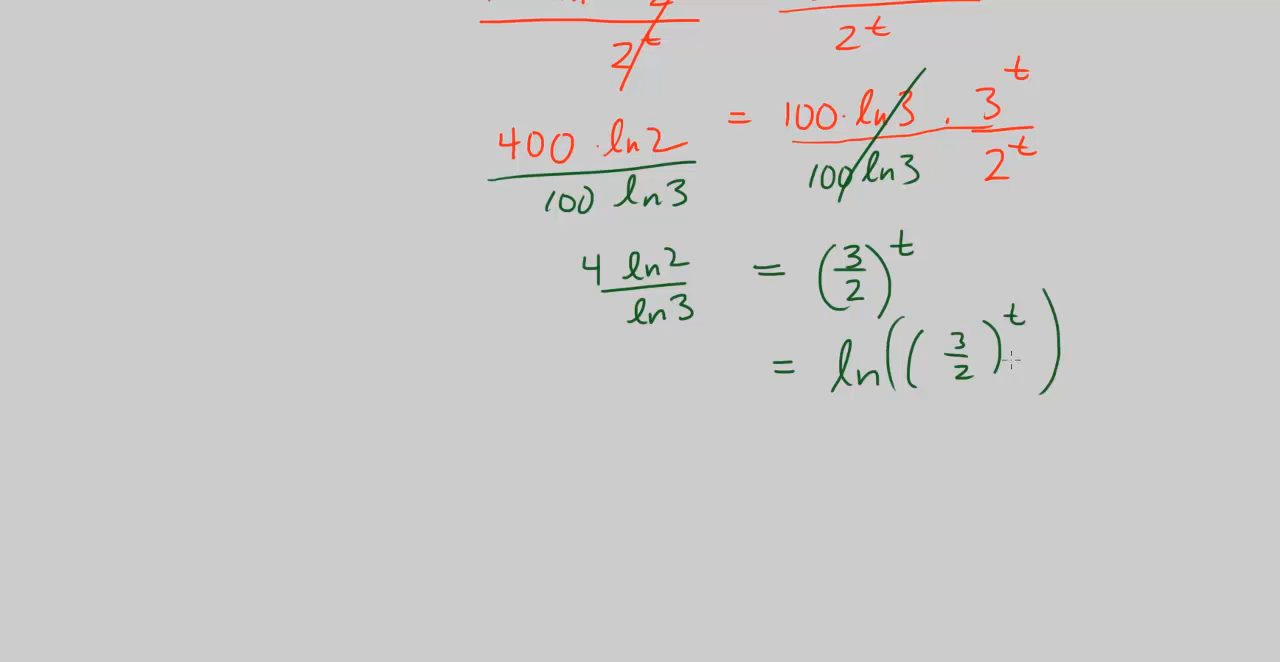 2^t 2^t
400 · ln2 / 100 ln3 = 100 · ln3 / 100 ln3 · 3^t / 2^t
4 ln2 / ln3 = (3/2)^t
= ln((3/2)^t)